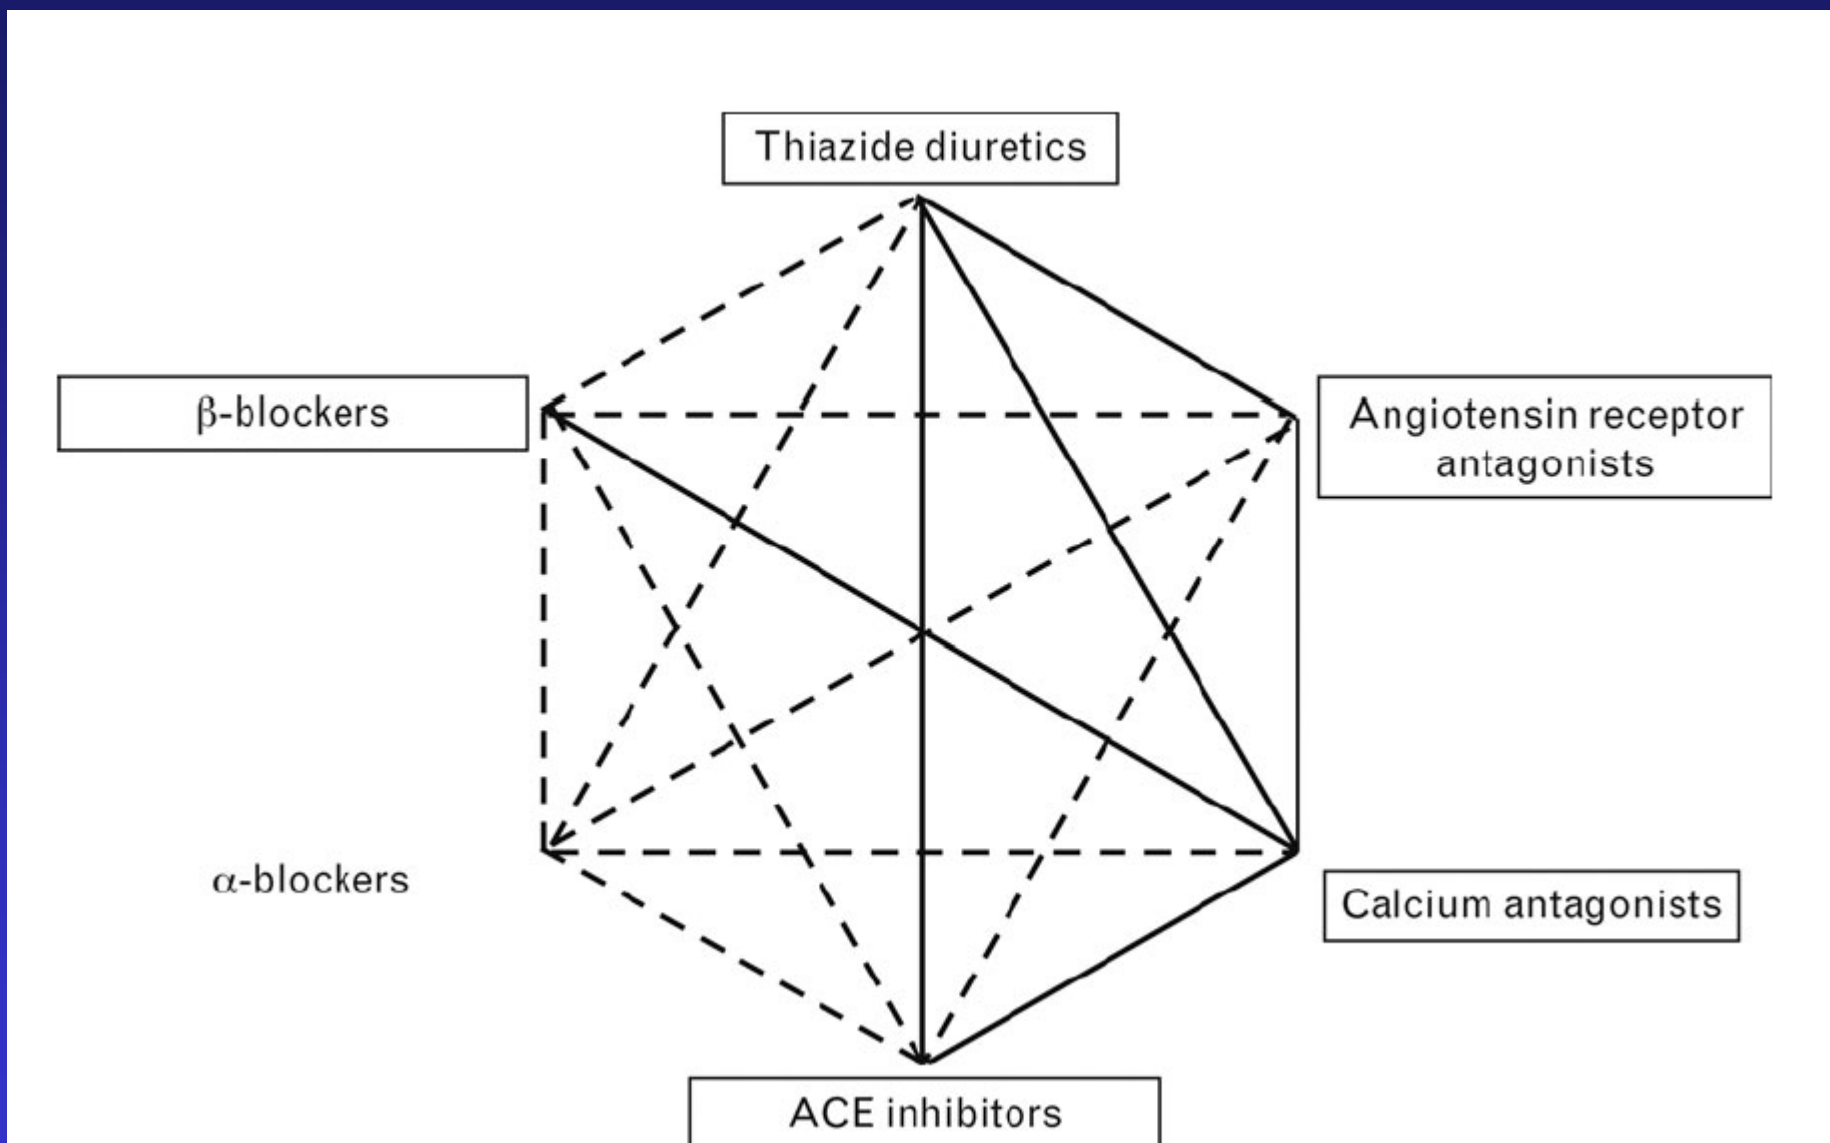 Thiazide diuretics
β-blockers
Angiotensin receptor
antagonists
α-blockers
Calcium antagonists
ACE inhibitors